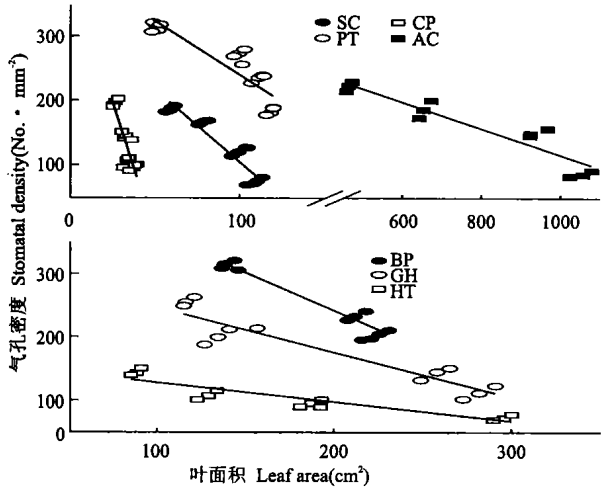 SC CP
PT AC
300
200
100
0 100 600 800 1000
BP
GH
HT
300
200
100
0
100 200 300
气孔密度 Stomatal density(No.·mm⁻²)
叶面积 Leaf area(cm²)